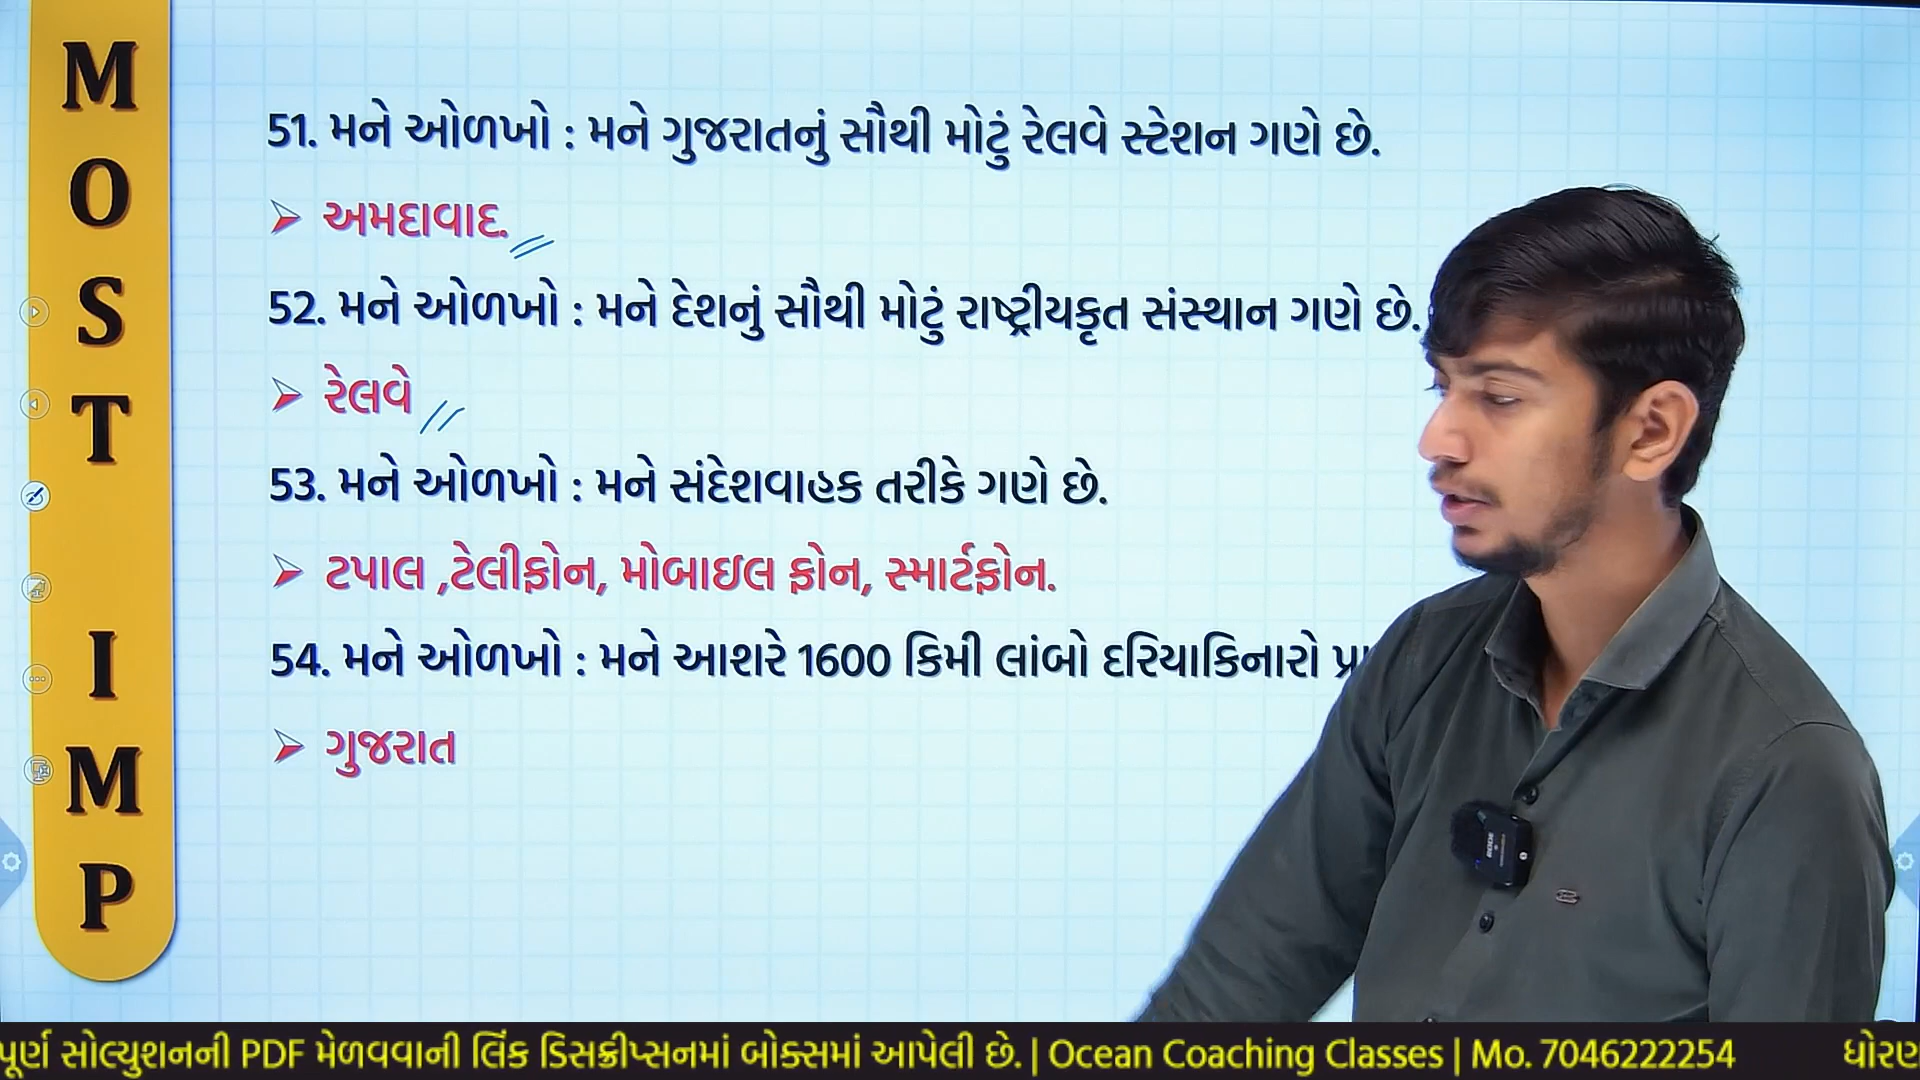 MOST IMP
51. મને ઓળખો : મને ગુજરાતનું સૌથી મોટું રેલવે સ્ટેશન ગણે છે.
➢ અમદાવાદ.
52. મને ઓળખો : મને દેશનું સૌથી મોટું રાષ્ટ્રીયકૃત સંસ્થાન ગણે છે.
➢ રેલવે
53. મને ઓળખો : મને સંદેશવાહક તરીકે ગણે છે.
➢ ટપાલ ,ટેલીફોન, મોબાઇલ ફોન, સ્માર્ટફોન.
54. મને ઓળખો : મને આશરે 1600 કિમી લાંબો દરિયાકિનારો
➢ ગુજરાત
પૂર્ણ સોલ્યુશનની PDF મેળવવાની લિંક ડિસક્રીપ્સનમાં બોક્સમાં આપેલી છે. | Ocean Coaching Classes | Mo. 7046222254 ધોરણ